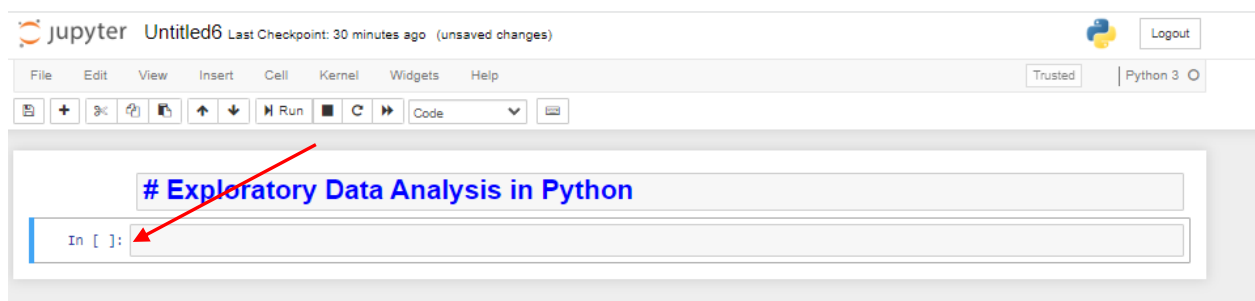 jupyter Untitled6 Last Checkpoint: 30 minutes ago (unsaved changes) Logout
File Edit View Insert Cell Kernel Widgets Help Trusted Python 3
Run Code
# Exploratory Data Analysis in Python
In [ ]: